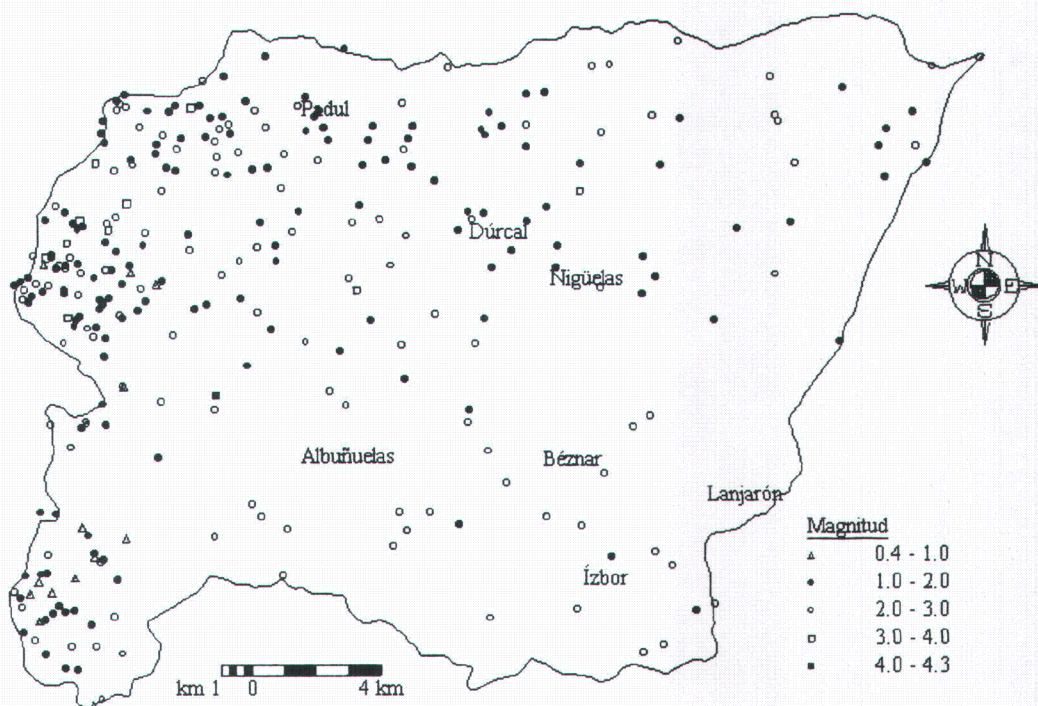 Padul
Dúrcal
Nigüelas
N
W E
S
Albuñuelas
Béznar
Lanjarón
Ízbor
Magnitud
0.4 - 1.0
1.0 - 2.0
2.0 - 3.0
3.0 - 4.0
4.0 - 4.3
km 1 0 4 km